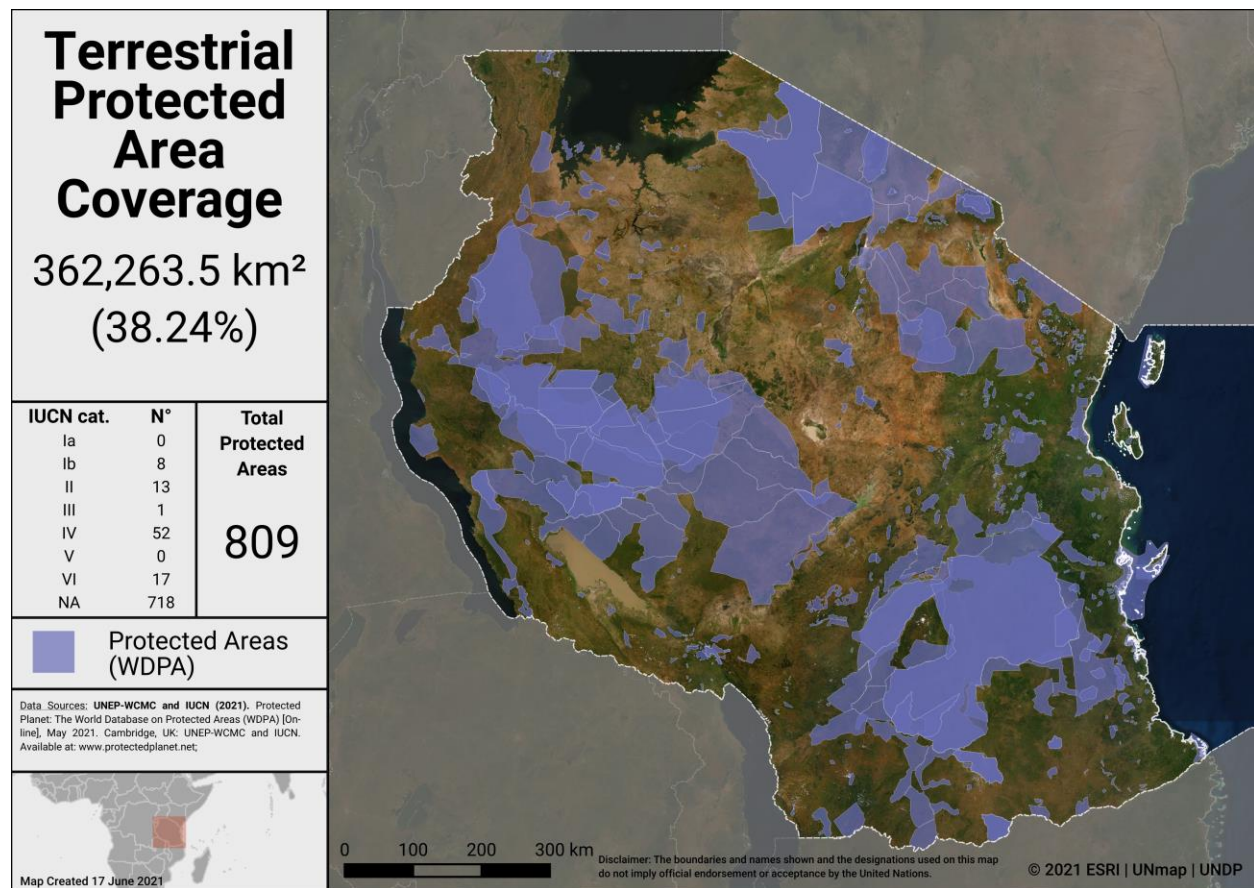 Terrestrial
Protected
Area
Coverage
362,263.5 km²
(38.24%)
IUCN cat. N°
Ia 0
Ib 8
II 13
III 1
IV 52
V 0
VI 17
NA 718
Total
Protected
Areas
809
Protected Areas
(WDPA)
Data Sources: UNEP-WCMC and IUCN (2021). Protected
Planet: The World Database on Protected Areas (WDPA) [On-
line], May 2021. Cambridge, UK: UNEP-WCMC and IUCN.
Available at: www.protectedplanet.net;
Map Created 17 June 2021
0 100 200 300 km
Disclaimer: The boundaries and names shown and the designations used on this map
do not imply official endorsement or acceptance by the United Nations.
© 2021 ESRI | UNmap | UNDP